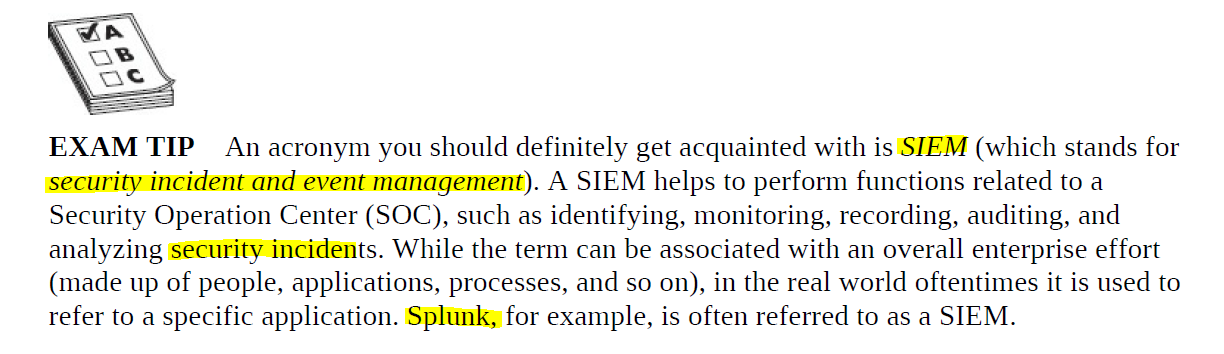 A
B
C
EXAM TIP An acronym you should definitely get acquainted with is SIEM (which stands for
security incident and event management). A SIEM helps to perform functions related to a
Security Operation Center (SOC), such as identifying, monitoring, recording, auditing, and
analyzing security incidents. While the term can be associated with an overall enterprise effort
(made up of people, applications, processes, and so on), in the real world oftentimes it is used to
refer to a specific application. Splunk, for example, is often referred to as a SIEM.